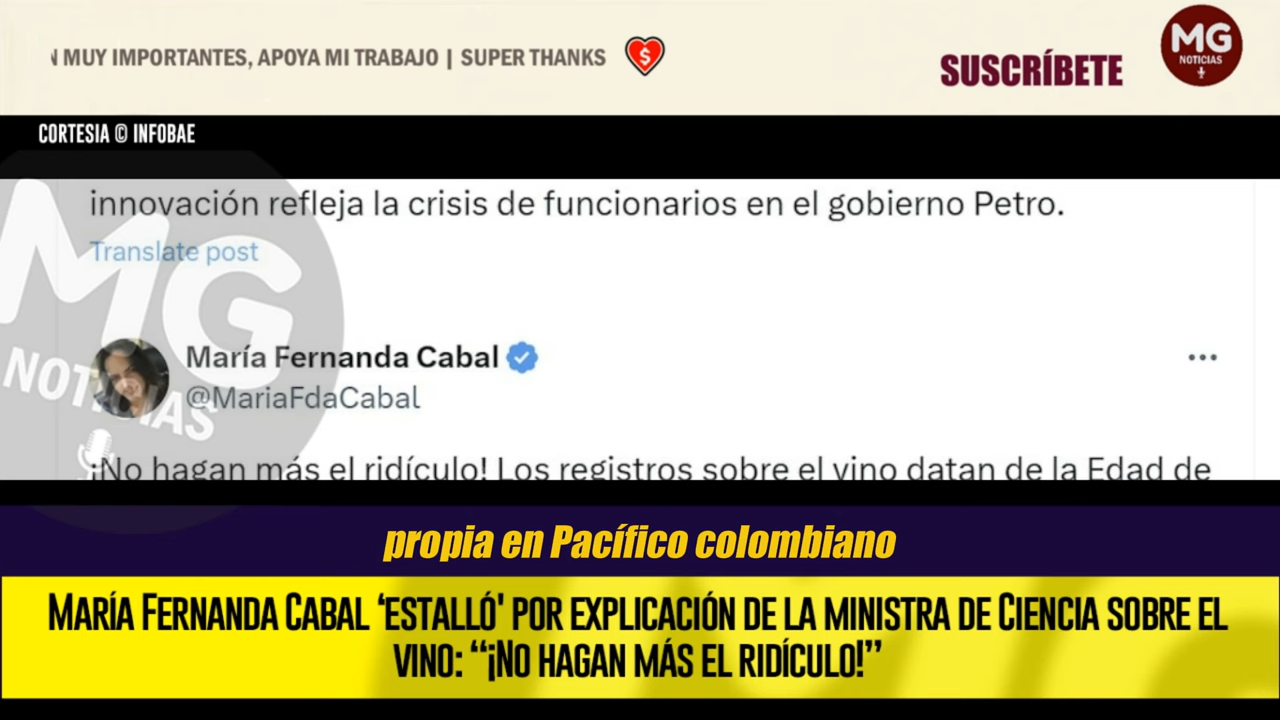 MUY IMPORTANTES, APOYA MI TRABAJO | SUPER THANKS
$
SUSCRÍBETE
MG
NOTICIAS
CORTESIA © INFOBAE
innovación refleja la crisis de funcionarios en el gobierno Petro.
Translate post
MG
NOTICIAS
María Fernanda Cabal
@MariaFdaCabal
¡No hagan más el ridículo! Los registros sobre el vino datan de la Edad de
propia en Pacífico colombiano
MARÍA FERNANDA CABAL ‘ESTALLÓ' POR EXPLICACIÓN DE LA MINISTRA DE CIENCIA SOBRE EL
VINO: “¡NO HAGAN MÁS EL RIDÍCULO!”